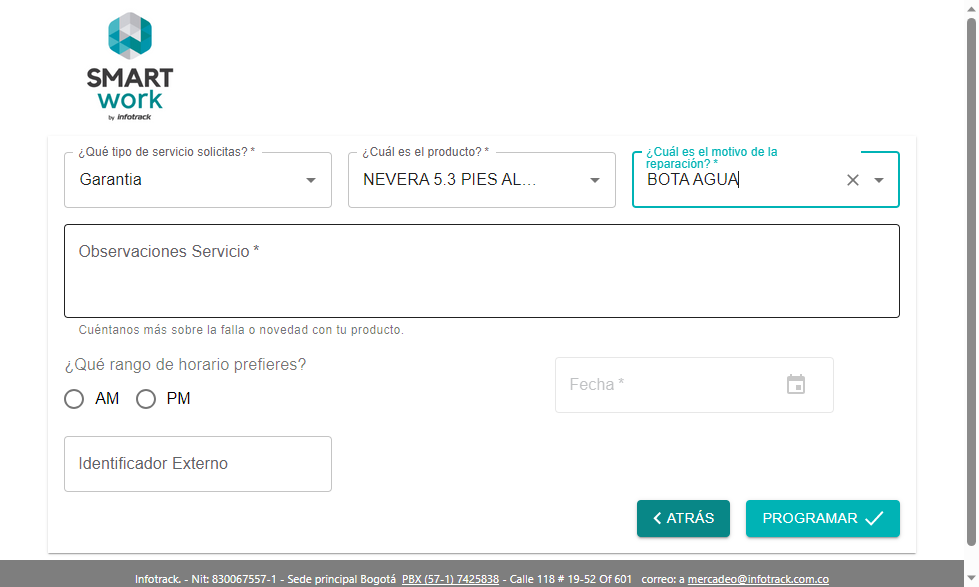 SMART
work
by infotrack
¿Qué tipo de servicio solicitas? *
Garantia
¿Cuál es el producto? *
NEVERA 5.3 PIES AL...
¿Cuál es el motivo de la
reparación? *
BOTA AGUA
Observaciones Servicio *
Cuéntanos más sobre la falla o novedad con tu producto.
¿Qué rango de horario prefieres?
AM
PM
Fecha *
Identificador Externo
ATRÁS
PROGRAMAR
Infotrack. - Nit: 830067557-1 - Sede principal Bogotá PBX (57-1) 7425838 - Calle 118 # 19-52 Of 601 correo: a mercadeo@infotrack.com.co